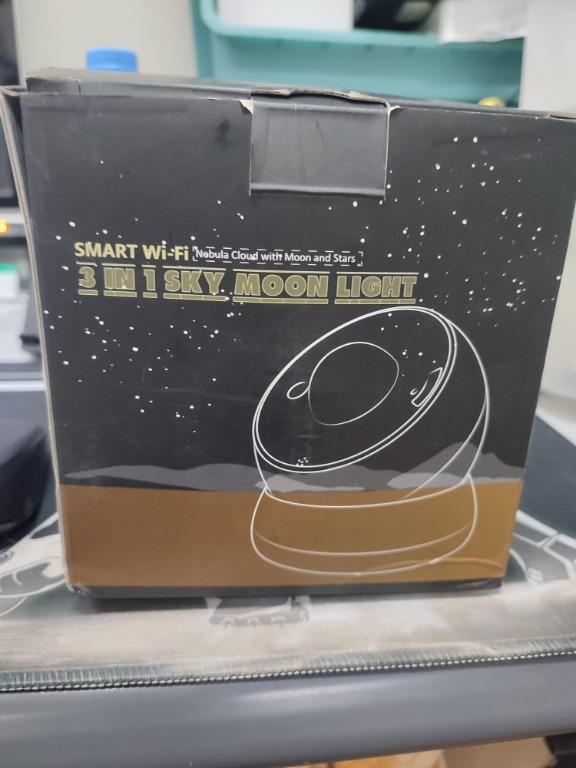 SMART Wi-Fi Nebula Cloud with Moon and Stars
3 IN 1 SKY MOON LIGHT